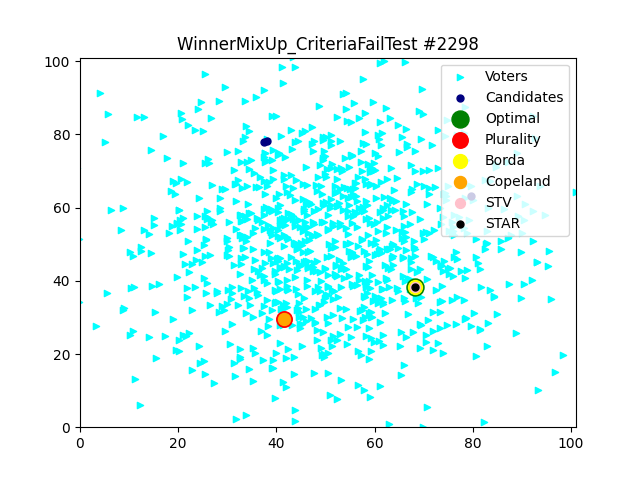 WinnerMixUp_CriteriaFailTest #2298
100
80
60
40
20
0
0
20
40
60
80
100
Voters
Candidates
Optimal
Plurality
Borda
Copeland
STV
STAR